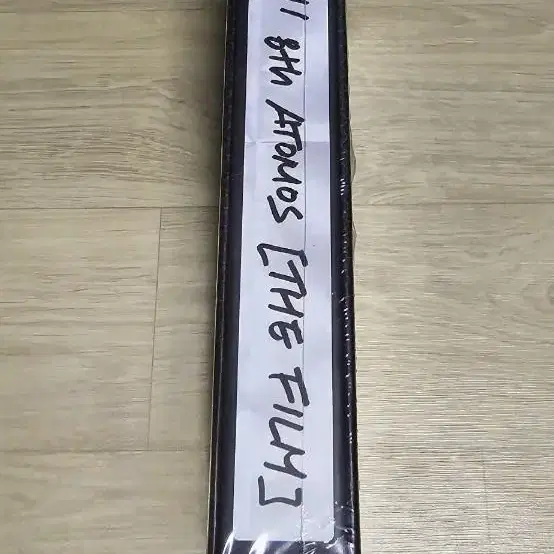 8th ATOMOS [THE FILM]